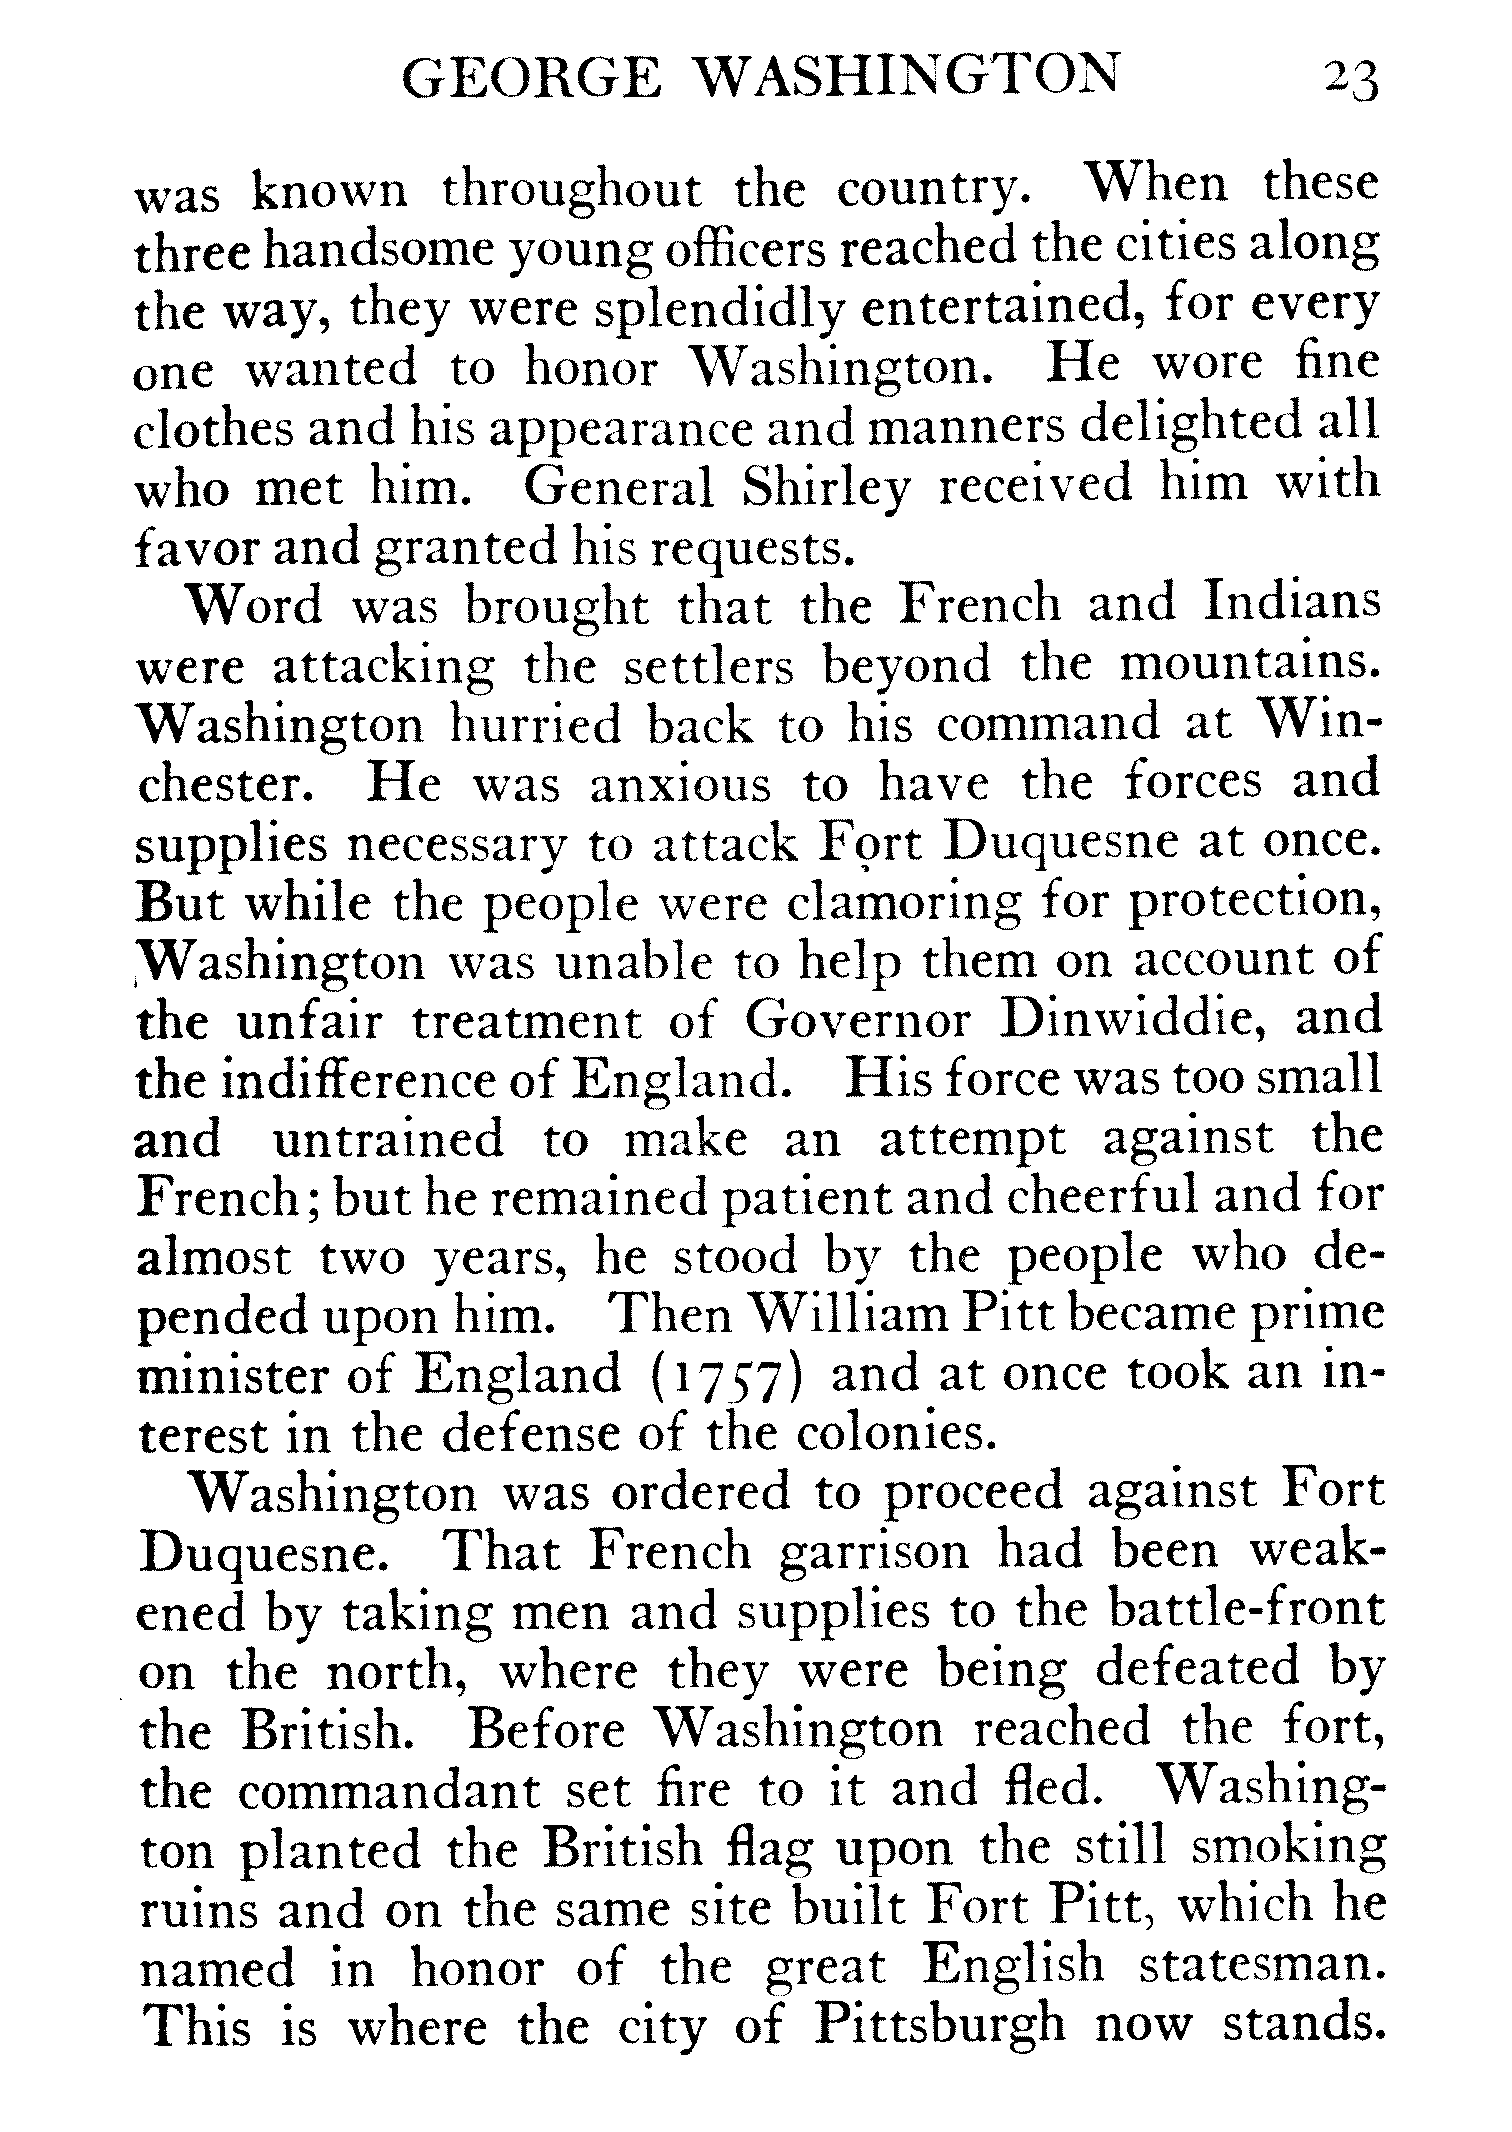 GEORGE WASHINGTON 23
was known throughout the country. When these
three handsome young officers reached the cities along
the way, they were splendidly entertained, for every
one wanted to honor Washington. He wore fine
clothes and his appearance and manners delighted all
who met him. General Shirley received him with
favor and granted his requests.
Word was brought that the French and Indians
were attacking the settlers beyond the mountains.
Washington hurried back to his command at Win-
chester. He was anxious to have the forces and
supplies necessary to attack Fort Duquesne at once.
But while the people were clamoring for protection,
Washington was unable to help them on account of
the unfair treatment of Governor Dinwiddie, and
the indifference of England. His force was too small
and untrained to make an attempt against the
French; but he remained patient and cheerful and for
almost two years, he stood by the people who de-
pended upon him. Then William Pitt became prime
minister of England (1757) and at once took an in-
terest in the defense of the colonies.
Washington was ordered to proceed against Fort
Duquesne. That French garrison had been weak-
ened by taking men and supplies to the battle-front
on the north, where they were being defeated by
the British. Before Washington reached the fort,
the commandant set fire to it and fled. Washing-
ton planted the British flag upon the still smoking
ruins and on the same site built Fort Pitt, which he
named in honor of the great English statesman.
This is where the city of Pittsburgh now stands.